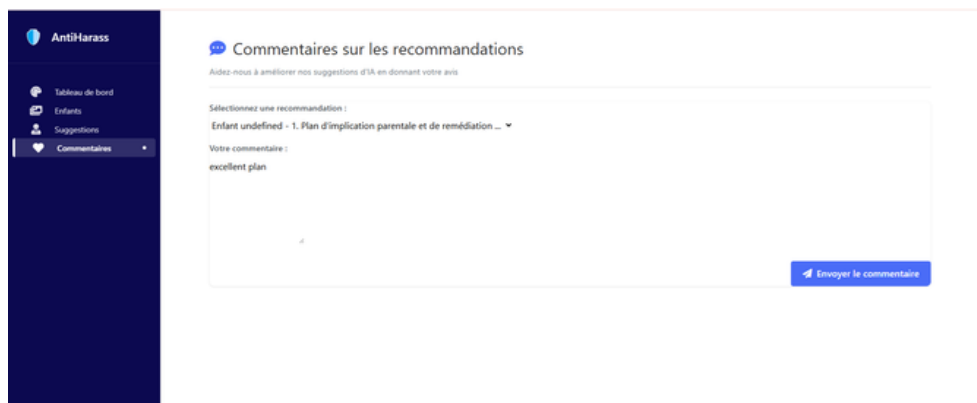 AntiHarass
Tableau de bord
Enfants
Suggestions
Commentaires
Commentaires sur les recommandations
Aidez-nous à améliorer nos suggestions d'IA en donnant votre avis
Sélectionnez une recommandation :
Enfant undefined - 1. Plan d'implication parentale et de remédiation ...
Votre commentaire :
excellent plan
Envoyer le commentaire